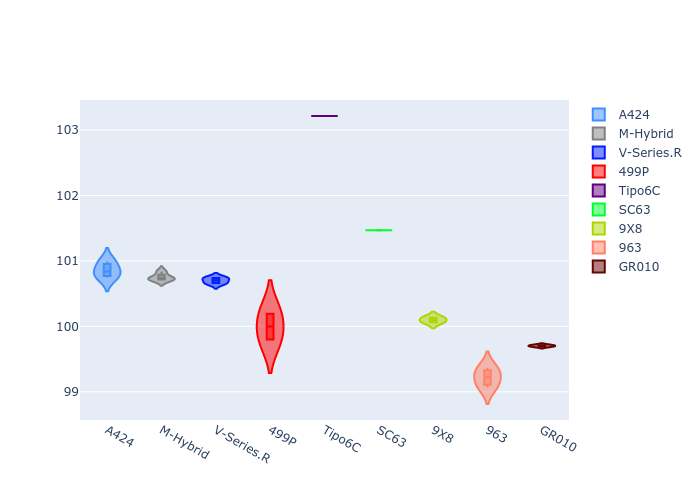 103
102
101
100
99
A424
M-Hybrid
V-Series.R
499P
Tipo6C
SC63
9X8
963
GR010
A424
M-Hybrid
V-Series.R
499P
Tipo6C
SC63
9X8
963
GR010